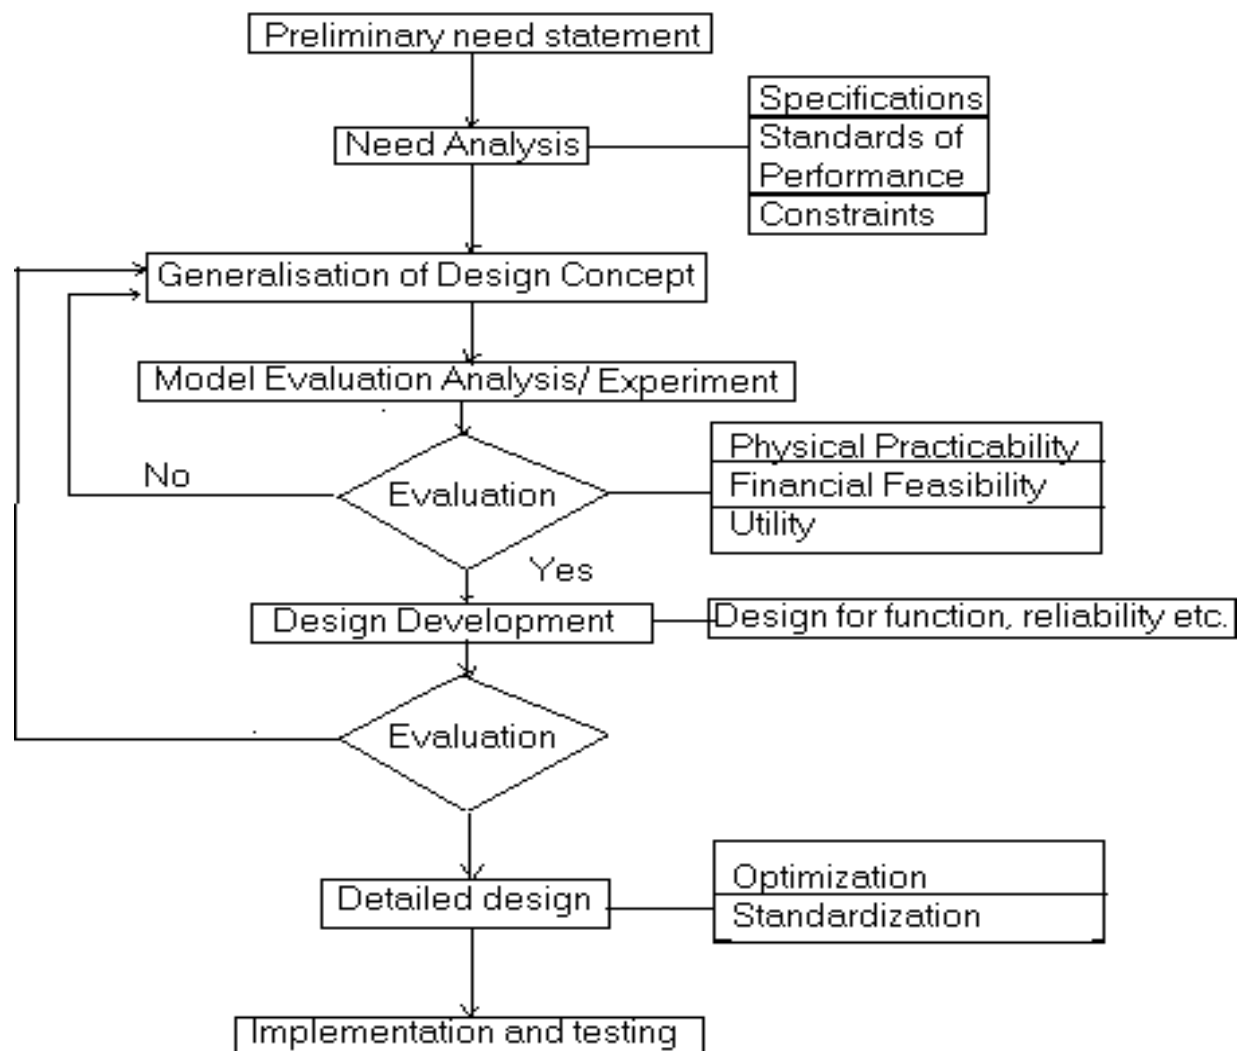 Preliminary need statement
Specifications
Need Analysis
Standards of
Performance
Constraints
Generalisation of Design Concept
Model Evaluation Analysis/ Experiment
Physical Practicability
No
Evaluation
Financial Feasibility
Utility
Yes
Design Development
Design for function, reliability etc.
Evaluation
Optimization
Detailed design
Standardization
Implementation and testing